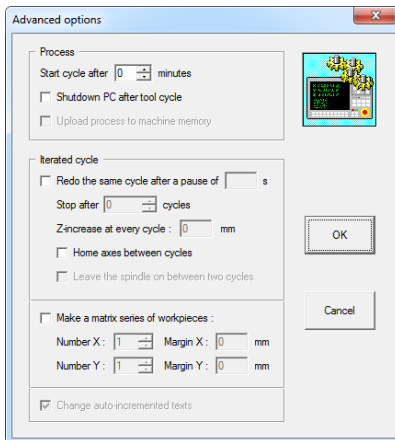 Advanced options
Process
Start cycle after 0 minutes
Shutdown PC after tool cycle
Upload process to machine memory
Iterated cycle
Redo the same cycle after a pause of s
Stop after 0 cycles
Z-increase at every cycle : 0 mm
Home axes between cycles
Leave the spindle on between two cycles
Make a matrix series of workpieces :
Number X : 1 Margin X : 0 mm
Number Y : 1 Margin Y : 0 mm
Change auto-incremented texts
OK
Cancel